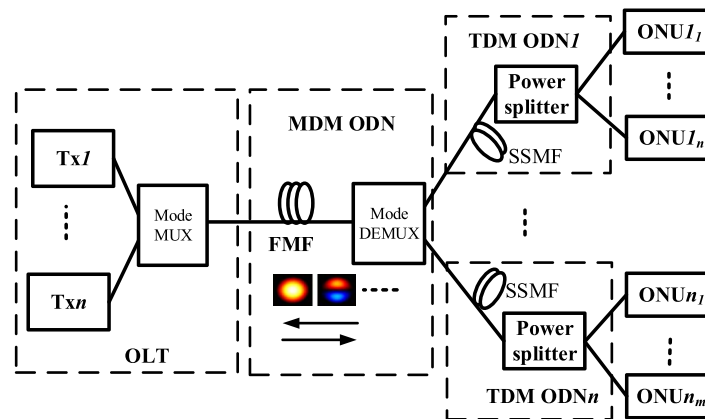 Tx1
Txn
Mode
MUX
OLT
MDM ODN
FMF
Mode
DEMUX
TDM ODN1
Power
splitter
SSMF
ONU1₁
ONU1ₙ
SSMF
Power
splitter
TDM ODNn
ONUn₁
ONUnₘ